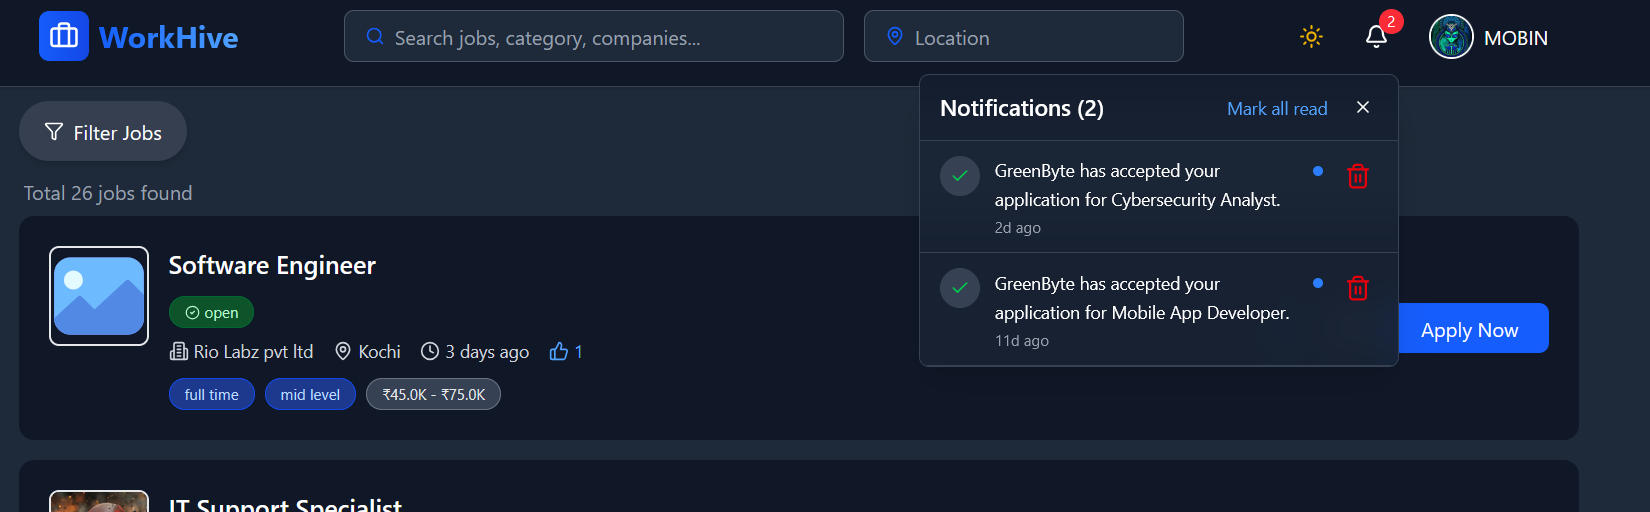 WorkHive
Search jobs, category, companies...
Location
2
MOBIN
Filter Jobs
Total 26 jobs found
Notifications (2)
Mark all read
GreenByte has accepted your
application for Cybersecurity Analyst.
2d ago
GreenByte has accepted your
application for Mobile App Developer.
11d ago
Software Engineer
open
Rio Labz pvt ltd
Kochi
3 days ago
1
full time
mid level
₹45.0K - ₹75.0K
Apply Now
IT Support Specialist